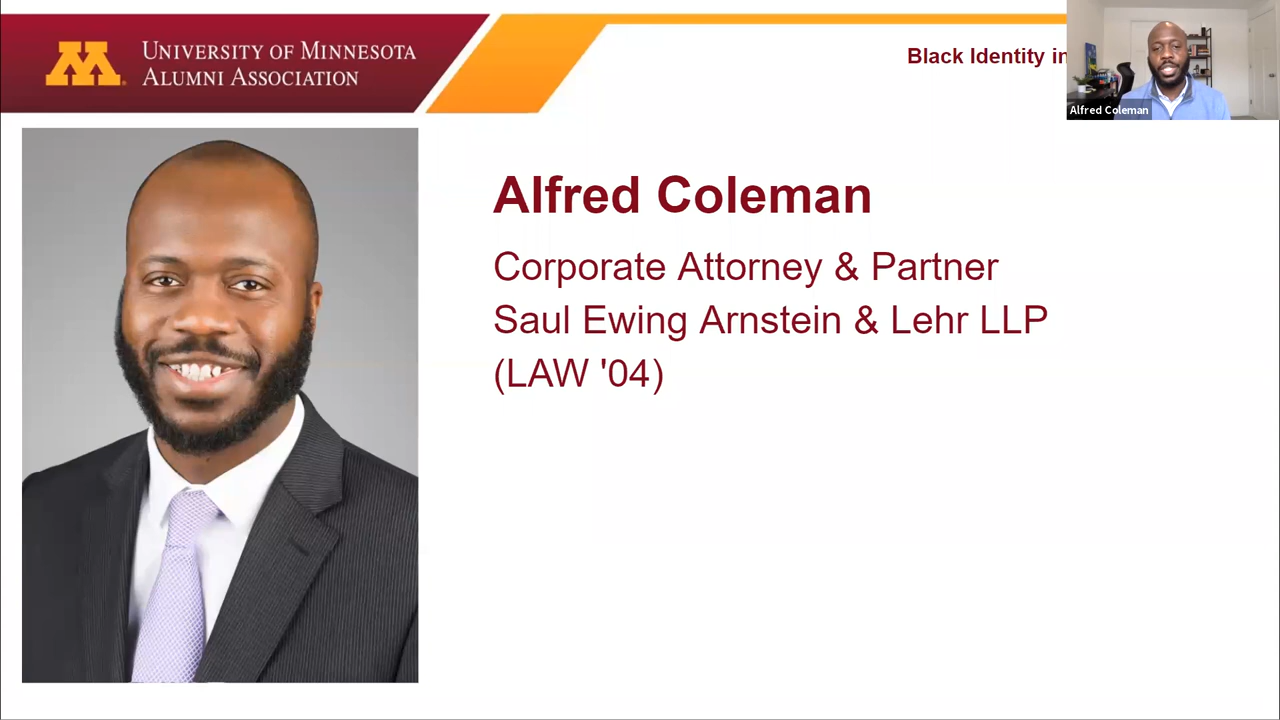 UNIVERSITY OF MINNESOTA
ALUMNI ASSOCIATION
Black Identity in
Alfred Coleman
Alfred Coleman
Corporate Attorney & Partner
Saul Ewing Arnstein & Lehr LLP
(LAW '04)